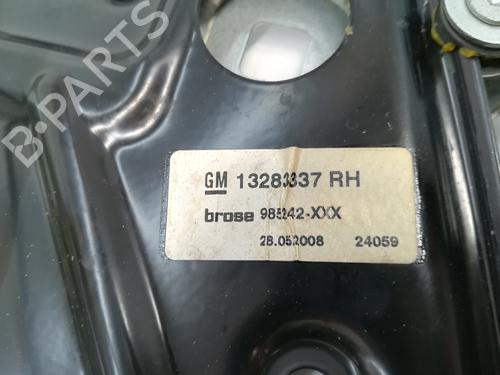 B-PARTS
GM 13283337 RH
brose 985242-XXX
28.052008 24059